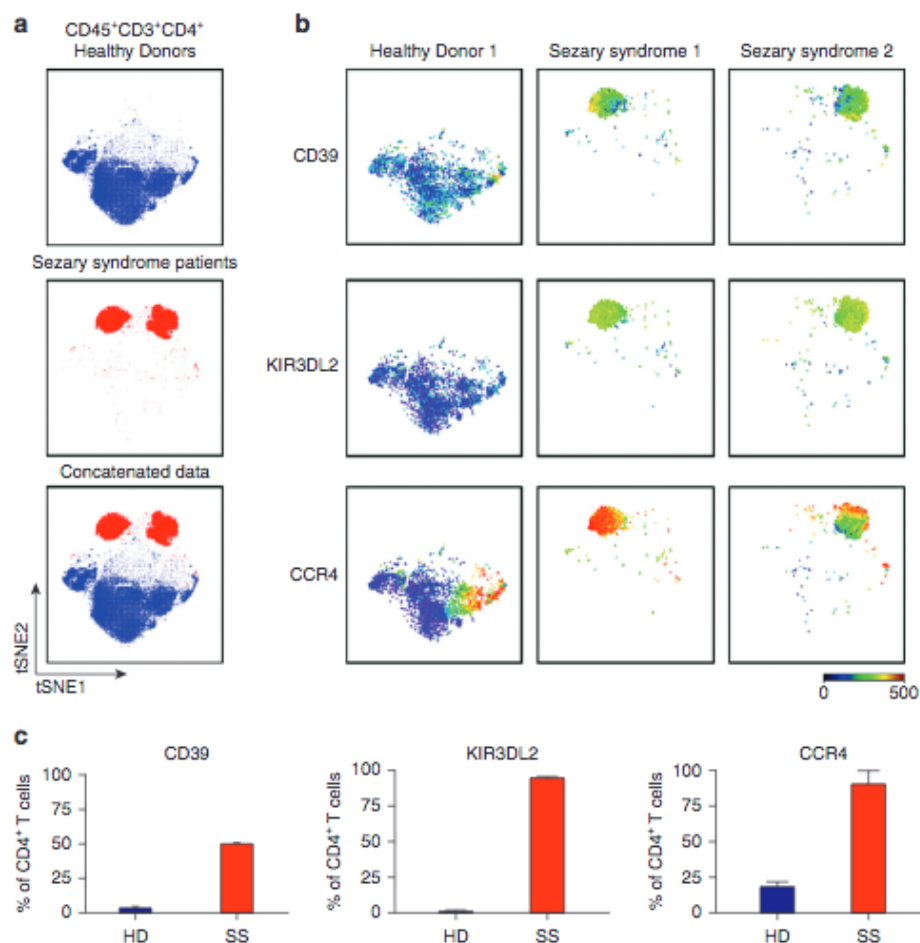 a
CD45⁺CD3⁺CD4⁺
Healthy Donors
Sezary syndrome patients
Concatenated data
tSNE2
tSNE1
b
Healthy Donor 1
Sezary syndrome 1
Sezary syndrome 2
CD39
KIR3DL2
CCR4
0
500
c
CD39
% of CD4⁺ T cells
100
75
50
25
0
HD
SS
KIR3DL2
% of CD4⁺ T cells
100
75
50
25
0
HD
SS
CCR4
% of CD4⁺ T cells
100
75
50
25
0
HD
SS